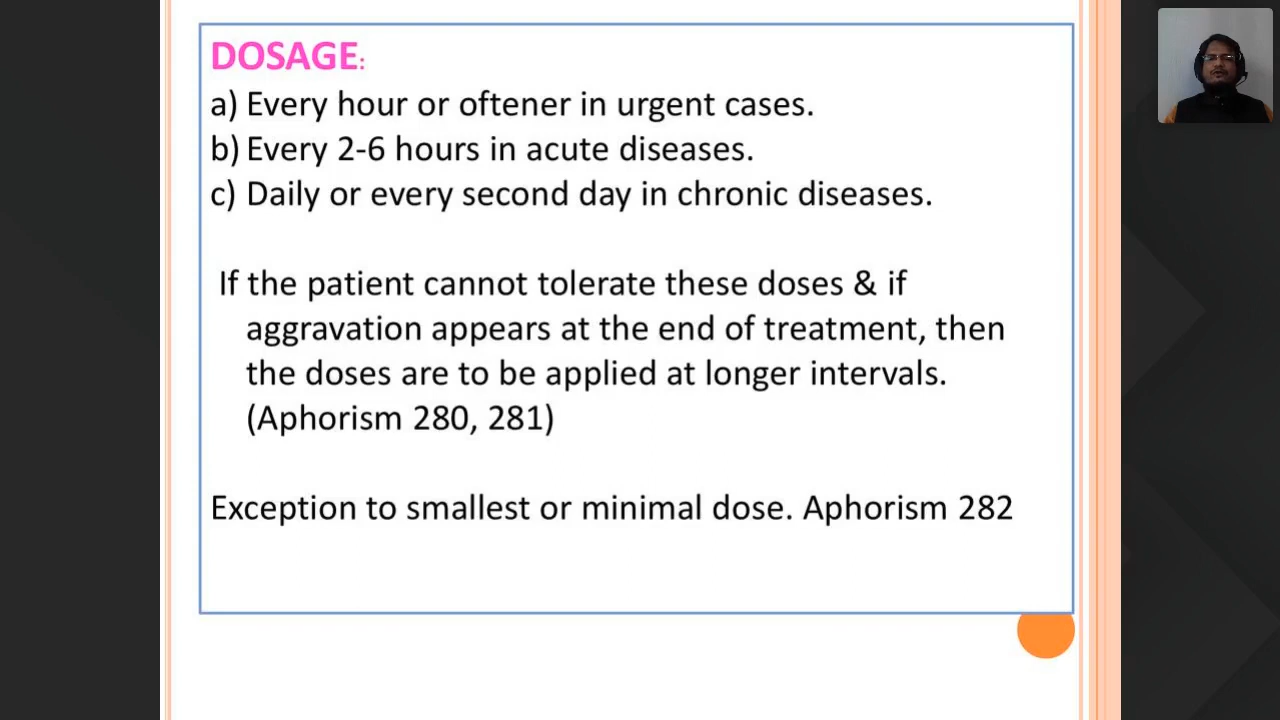 DOSAGE:
a) Every hour or oftener in urgent cases.
b) Every 2-6 hours in acute diseases.
c) Daily or every second day in chronic diseases.
If the patient cannot tolerate these doses & if
aggravation appears at the end of treatment, then
the doses are to be applied at longer intervals.
(Aphorism 280, 281)
Exception to smallest or minimal dose. Aphorism 282